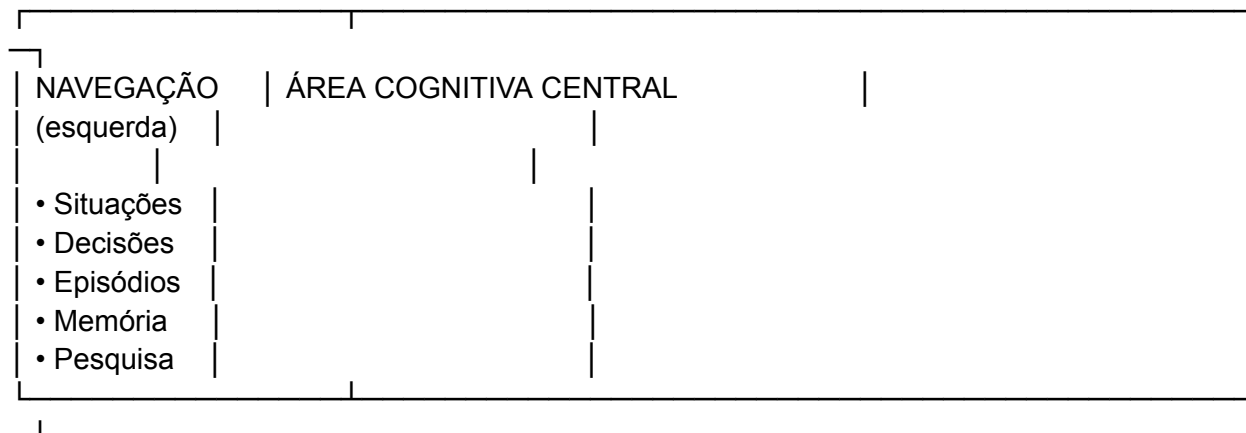 NAVEGAÇÃO ÁREA COGNITIVA CENTRAL
(esquerda)
• Situações
• Decisões
• Episódios
• Memória
• Pesquisa